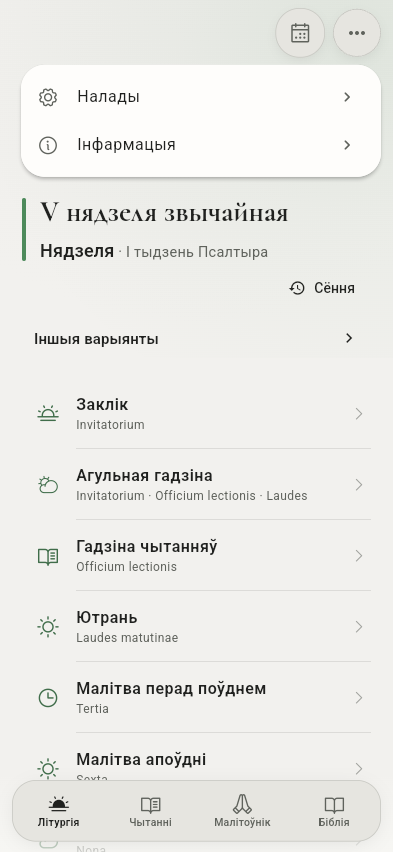 Налады
Інфармацыя
V нядзеля звычайная
Нядзеля · I тыдзень Псалтыра
Сёння
Іншыя варыянты
Заклік
Invitatorium
Агульная гадзіна
Invitatorium · Officium lectionis · Laudes
Гадзіна чытанняў
Officium lectionis
Ютрань
Laudes matutinae
Малітва перад поўднем
Tertia
Малітва апоўдні
Sexta
Літургія
Чытанні
Малітоўнік
Біблія
Nona